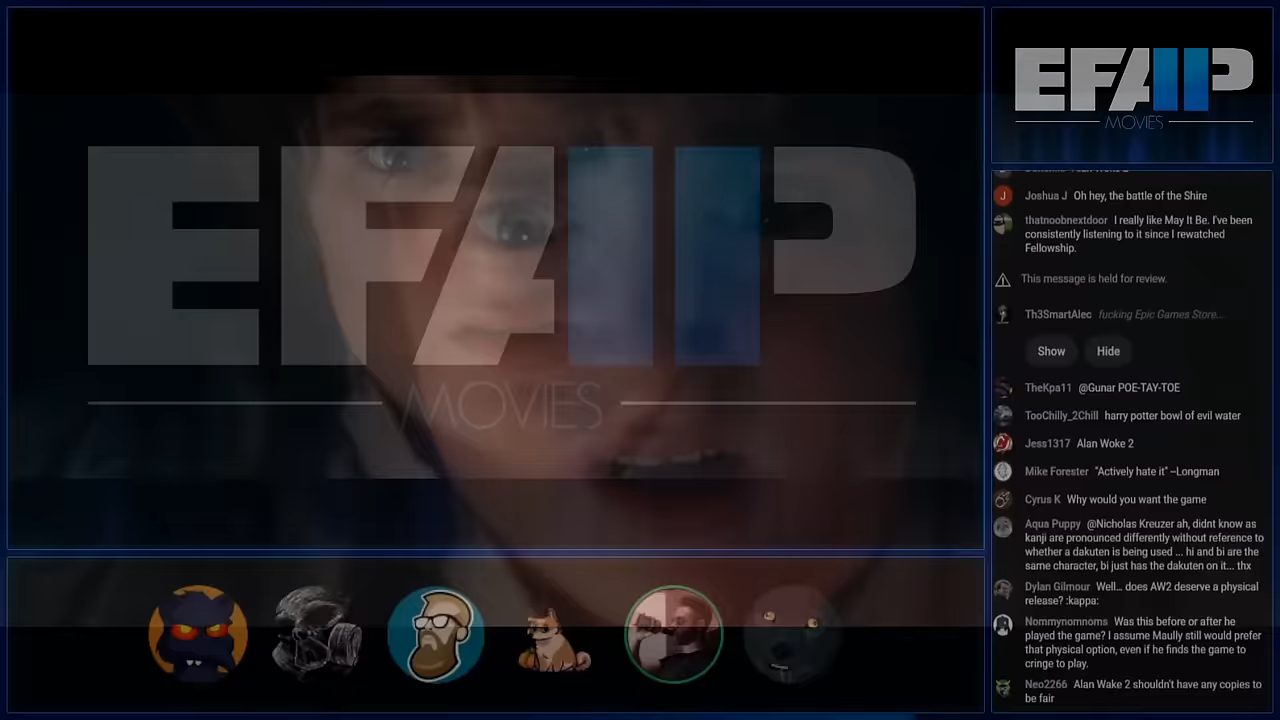 EFAP
MOVIES
EFAP
MOVIES
Joshua J Oh hey, the battle of the Shire
thatnoobnextdoor I really like May It Be. I've been
consistently listening to it since I rewatched
Fellowship.
This message is held for review.
Th3SmartAlec fucking Epic Games Store...
Show Hide
TheKpa11 @Gunar POE-TAY-TOE
TooChilly_2Chill harry potter bowl of evil water
Jess1317 Alan Woke 2
Mike Forester "Actively hate it" –Longman
Cyrus K Why would you want the game
Aqua Puppy @Nicholas Kreuzer ah, didnt know as
kanji are pronounced differently without reference to
whether a dakuten is being used ... hi and bi are the
same character, bi just has the dakuten on it... thx
Dylan Gilmour Well... does AW2 deserve a physical
release? :kappa:
Nommynomnoms Was this before or after he
played the game? I assume Maully still would prefer
that physical option, even if he finds the game to
cringe to play.
Neo2266 Alan Wake 2 shouldn't have any copies to
be fair